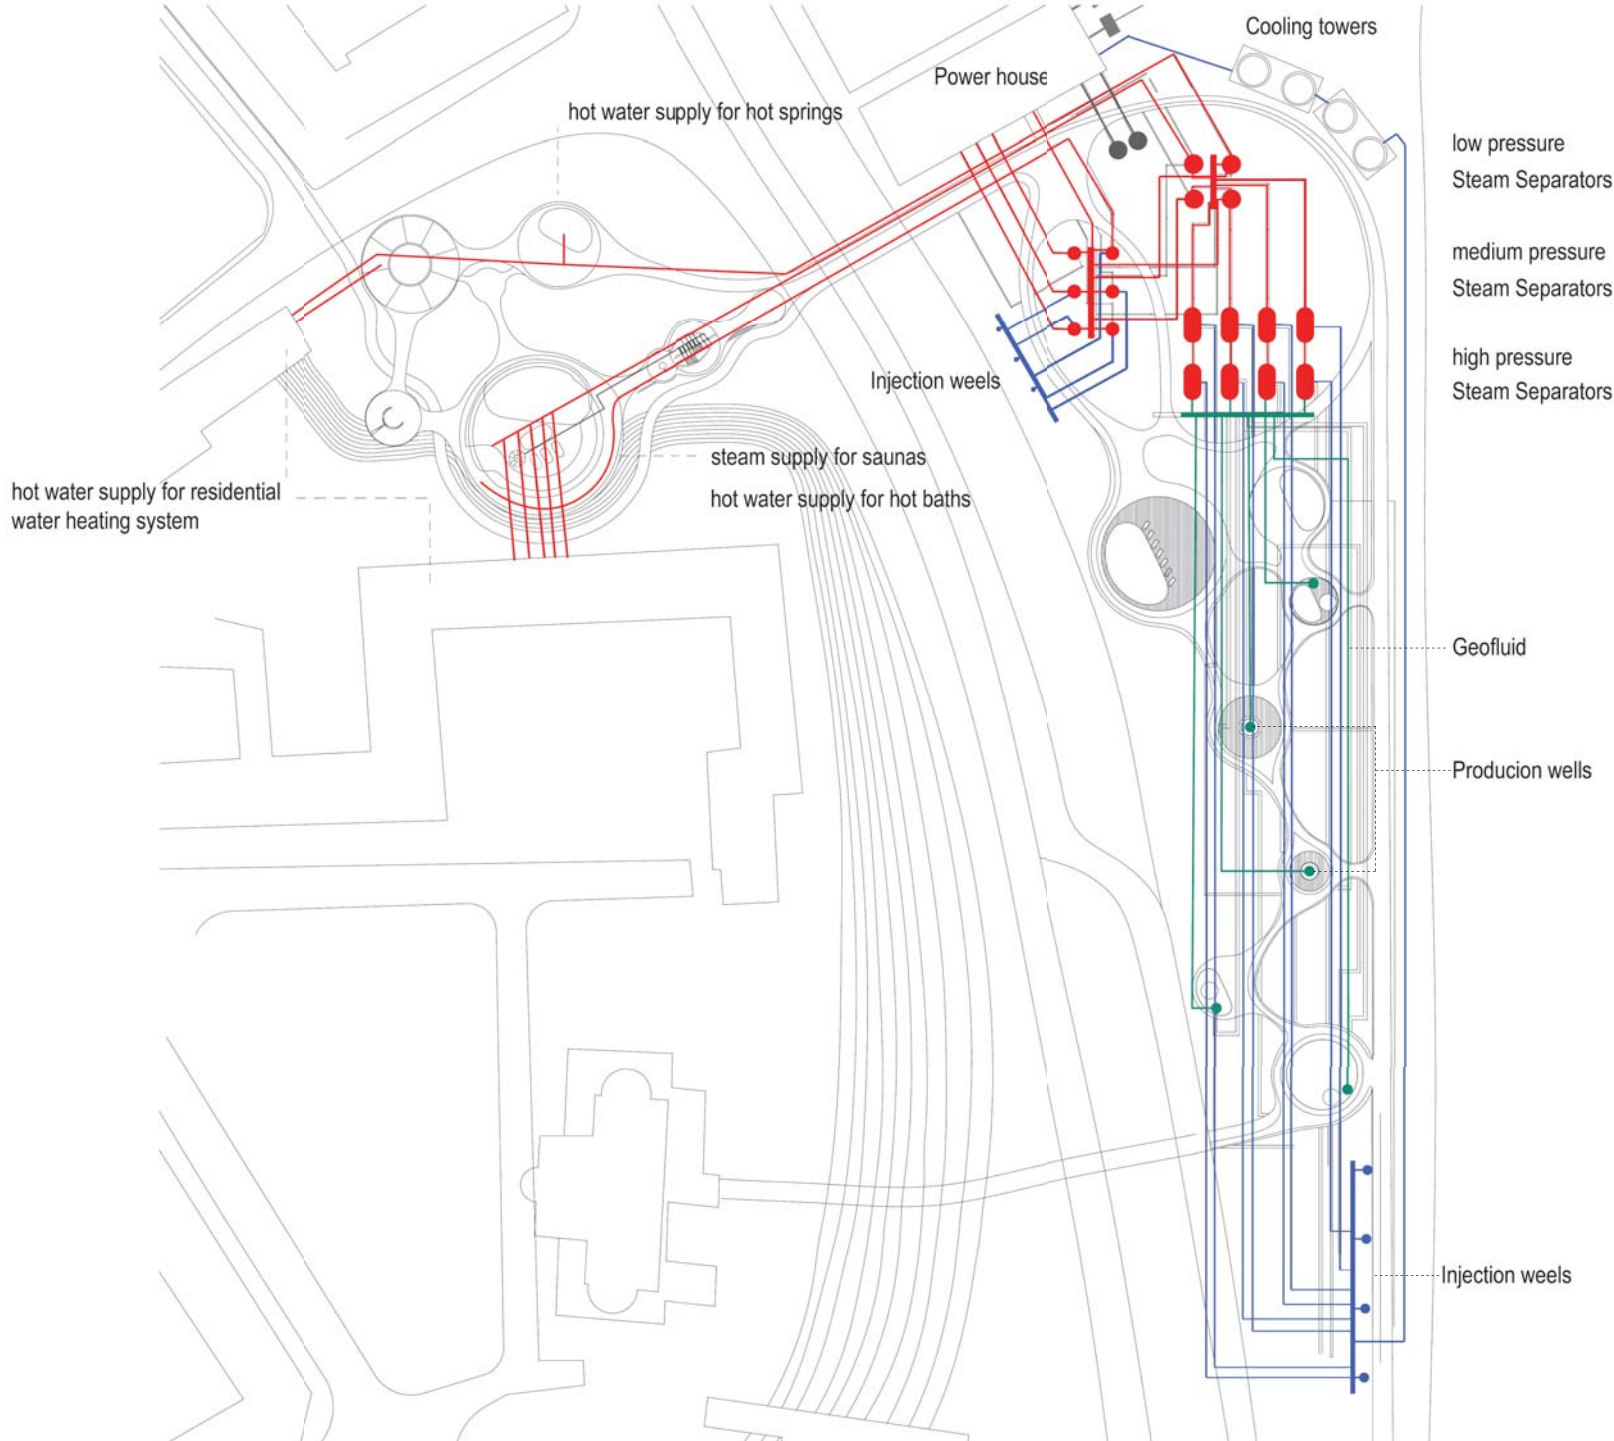 Cooling towers
Power house
hot water supply for hot springs
low pressure
Steam Separators
medium pressure
Steam Separators
high pressure
Steam Separators
Injection weels
steam supply for saunas
hot water supply for hot baths
hot water supply for residential
water heating system
Geofluid
Producion wells
Injection weels